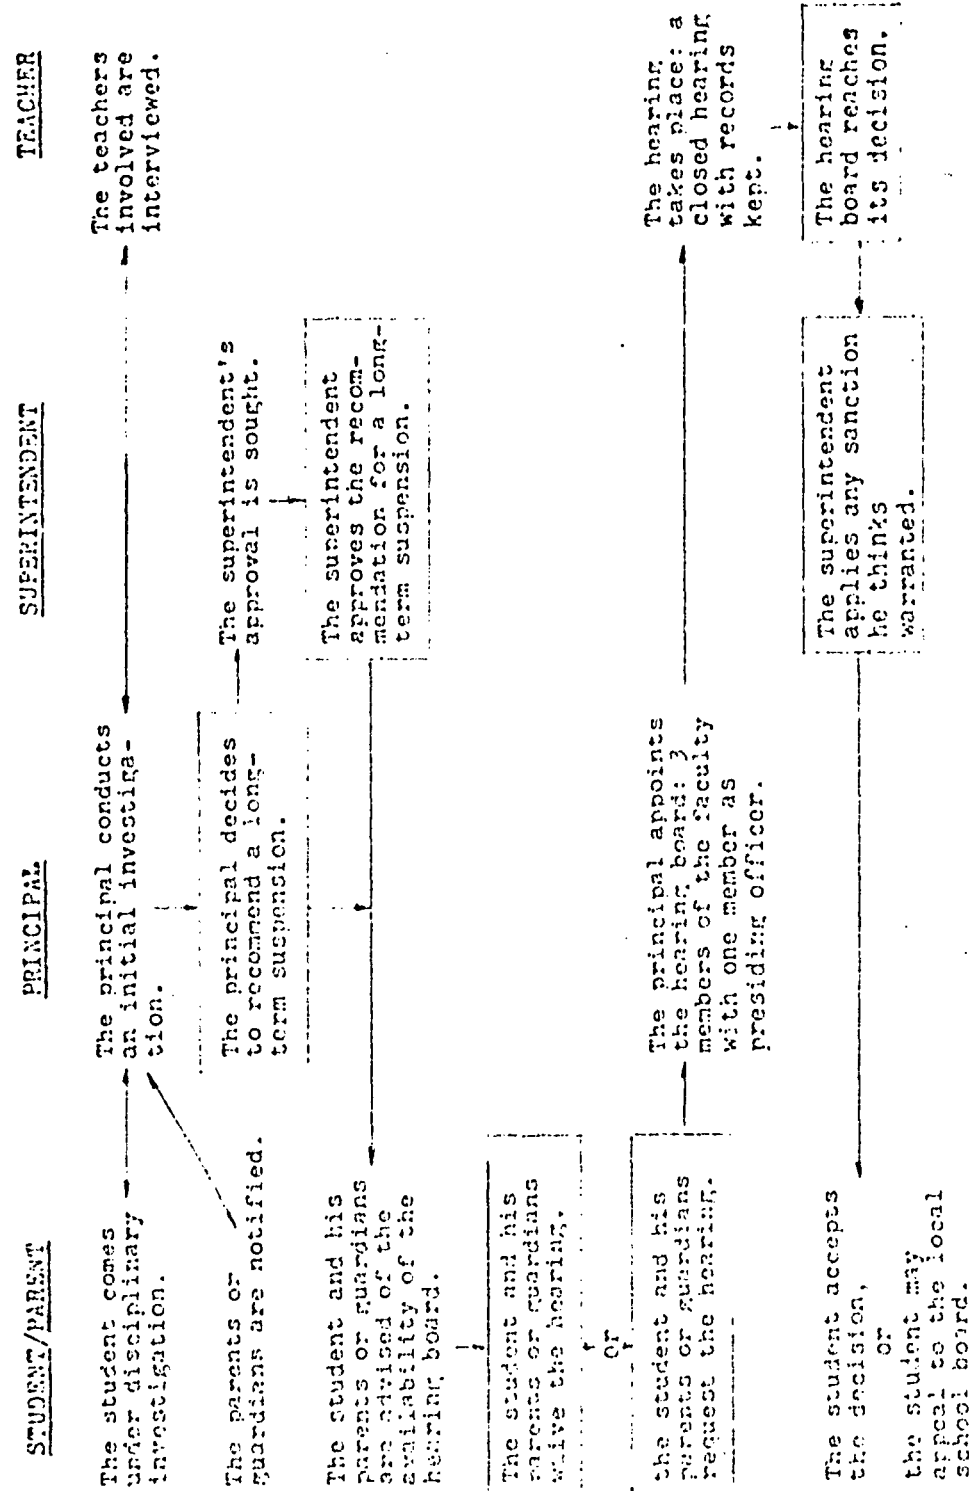 STUDENT/PARENT
PRINCIPAL
SUPERINTENDENT
TEACHER
The student comes
under disciplinary
investigation.
The principal conducts
an initial investiga-
tion.
The teachers
involved are
interviewed.
The parents or
guardians are notified.
The principal decides
to recommend a long-
term suspension.
The superintendent's
approval is sought.
The superintendent
approves the recom-
mendation for a long-
term suspension.
The student and his
parents or guardians
are advised of the
availability of the
hearing board.
The student and his
parents or guardians
waive the hearing.
or
the student and his
parents or guardians
request the hearing.
The principal appoints
the hearing board: 3
members of the faculty
with one member as
presiding officer.
The hearing
takes place: a
closed hearing
with records
kept.
The hearing
board reaches
its decision.
The superintendent
applies any sanction
he thinks
warranted.
The student accepts
the decision,
or
the student may
appeal to the local
school board.